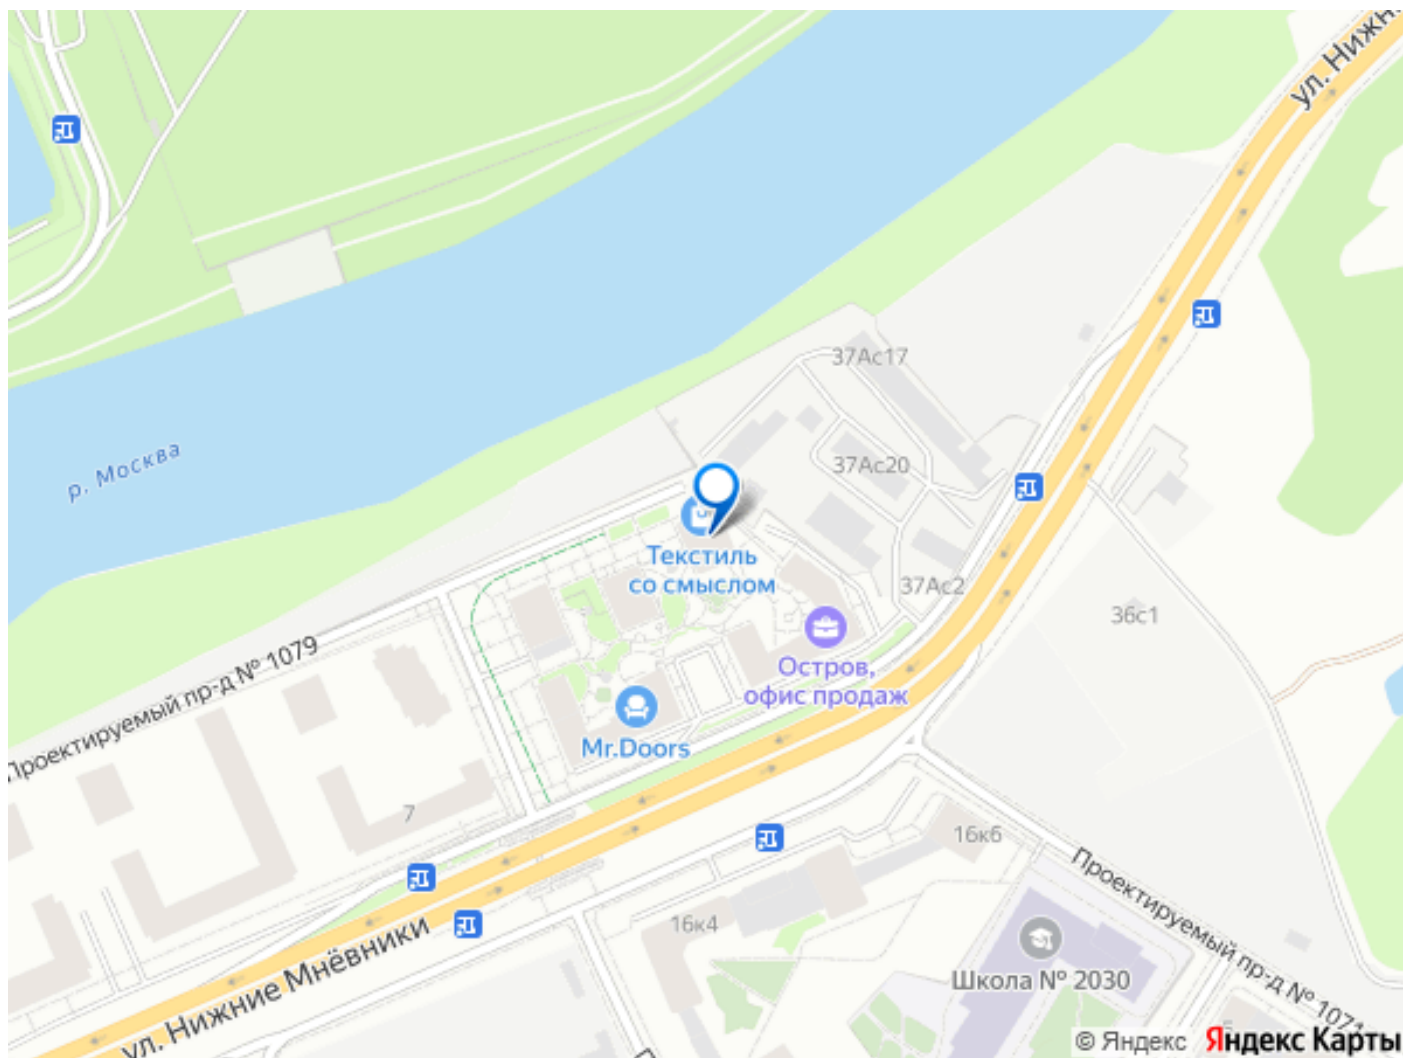 ул. Нижн
37Ас17
р. Москва
37Ас20
Текстиль
со смыслом
37Ас2
36с1
Остров,
офис продаж
Проектируемый пр-д № 1079
Mr.Doors
7
16к6
Проектируемый пр-д № 1071
16к4
ул. Нижние Мнёвники
Школа № 2030
© Яндекс Яндекс Карты